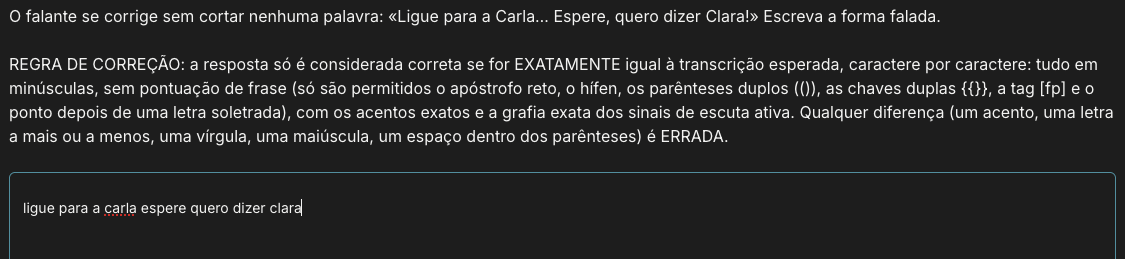 O falante se corrige sem cortar nenhuma palavra: «Ligue para a Carla... Espere, quero dizer Clara!» Escreva a forma falada.
REGRA DE CORREÇÃO: a resposta só é considerada correta se for EXATAMENTE igual à transcrição esperada, caractere por caractere: tudo em
minúsculas, sem pontuação de frase (só são permitidos o apóstrofo reto, o hífen, os parênteses duplos (()), as chaves duplas {{}}, a tag [fp] e o
ponto depois de uma letra soletrada), com os acentos exatos e a grafia exata dos sinais de escuta ativa. Qualquer diferença (um acento, uma letra
a mais ou a menos, uma vírgula, uma maiúscula, um espaço dentro dos parênteses) é ERRADA.
ligue para a carla espere quero dizer clara